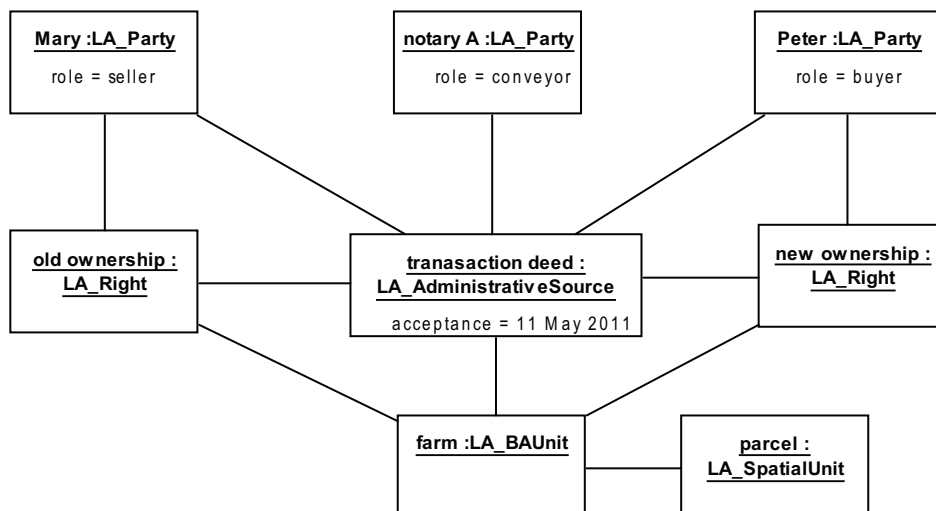 Mary :LA_Party
role = seller
notary A :LA_Party
role = conveyor
Peter :LA_Party
role = buyer
old ownership :
LA_Right
tranasaction deed :
LA_AdministrativeSource
acceptance = 11 May 2011
new ownership :
LA_Right
farm :LA_BAUnit
parcel :
LA_SpatialUnit